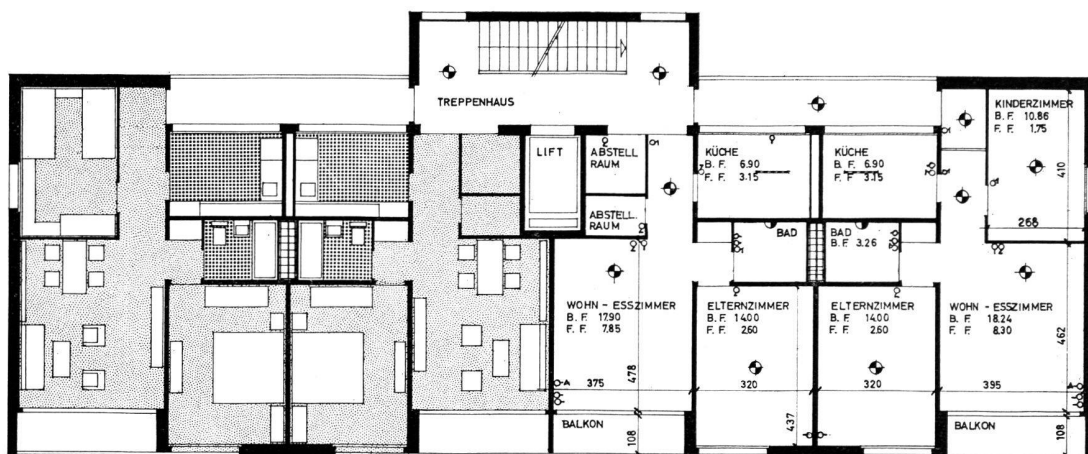 TREPPENHAUS
LIFT
ABSTELL
RAUM
ABSTELL.
RAUM
KÜCHE
B. F. 6.90
F. F. 3.15
KÜCHE
B. F. 6.90
F. F. 3.15
KINDERZIMMER
B. F. 10.86
F. F. 1.75
410
268
BAD
BAD
B. F. 3.26
WOHN - ESSZIMMER
B. F. 17.90
F. F. 7.85
ELTERNZIMMER
B. F. 14.00
F. F. 2.60
ELTERNZIMMER
B. F. 14.00
F. F. 2.60
WOHN - ESSZIMMER
B. F. 18.24
F. F. 8.30
375
478
320
320
395
462
437
BALKON
108
BALKON
108